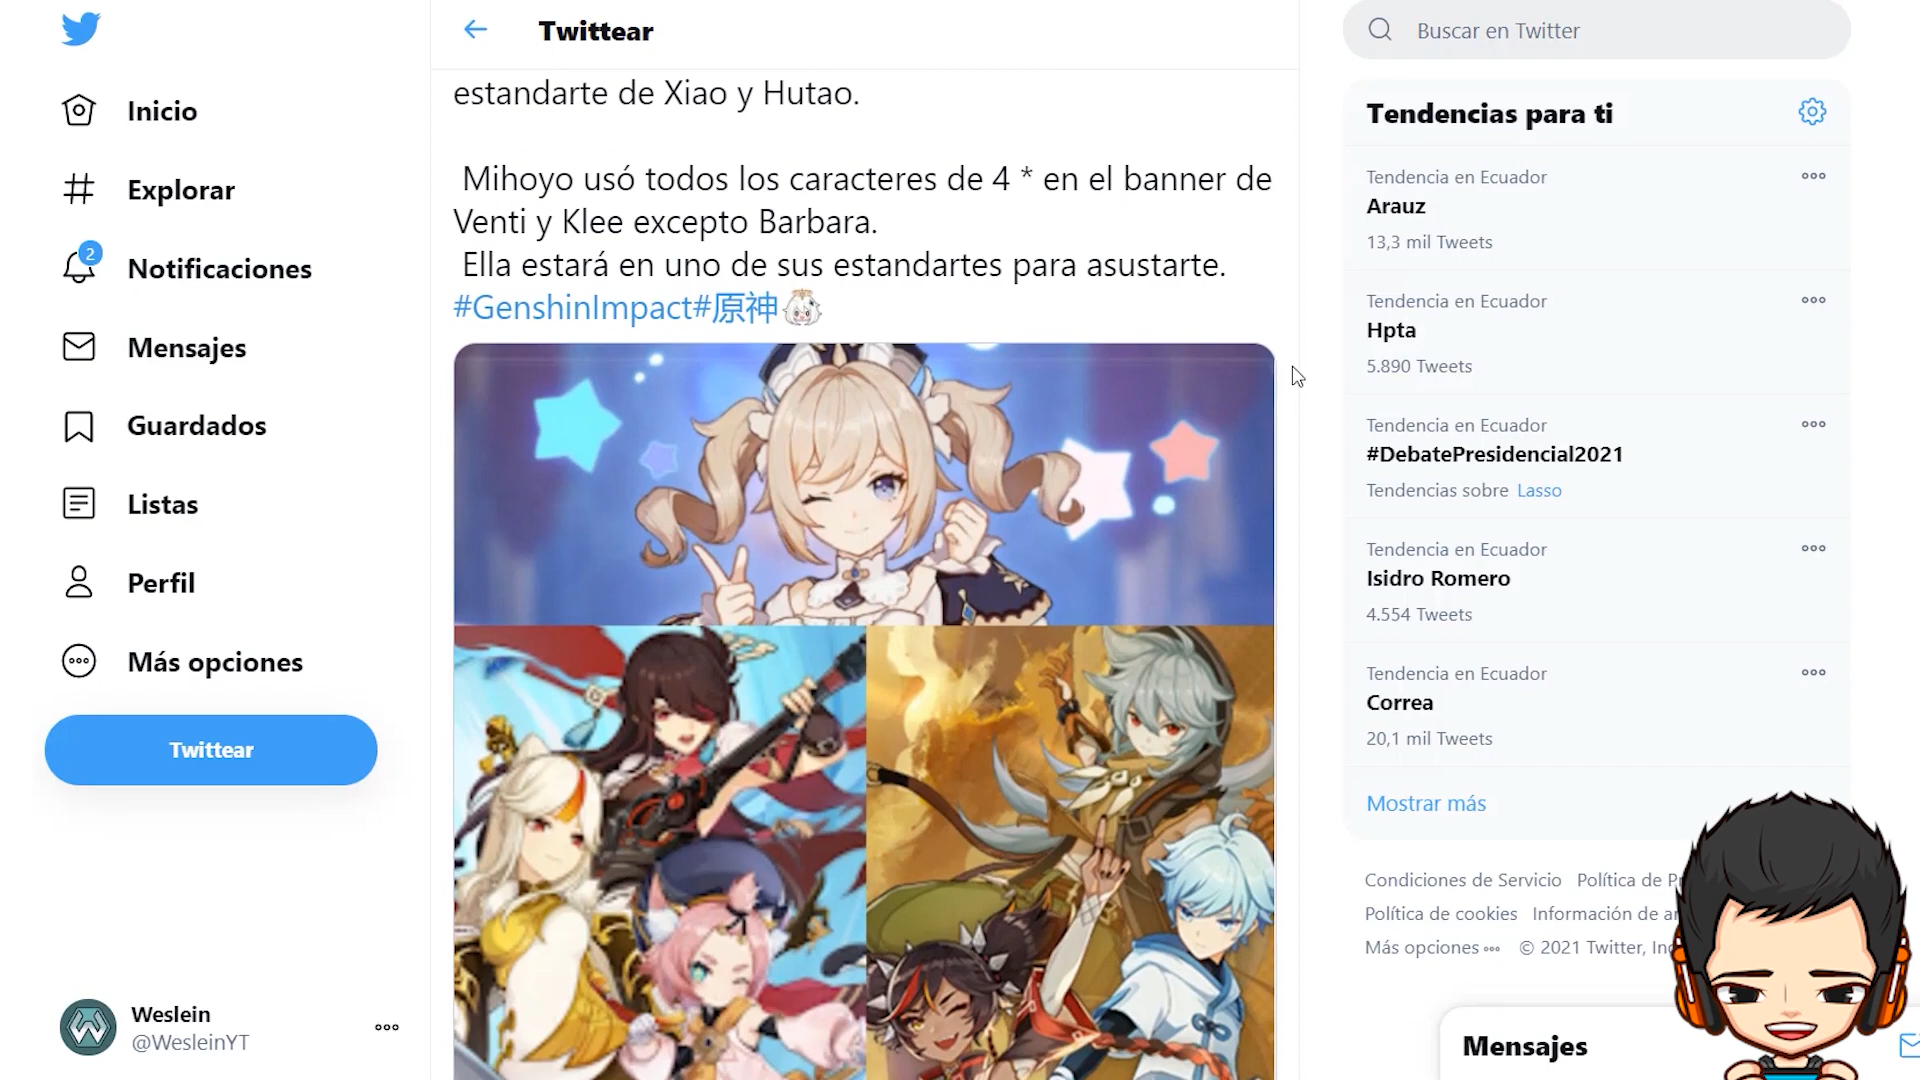 Inicio
Explorar
2
Notificaciones
Mensajes
Guardados
Listas
Perfil
Más opciones
Twittear
Weslein
@WesleinYT
Twittear
estandarte de Xiao y Hutao.
Mihoyo usó todos los caracteres de 4 * en el banner de
Venti y Klee excepto Barbara.
Ella estará en uno de sus estandartes para asustarte.
#GenshinImpact#原神
Buscar en Twitter
Tendencias para ti
Tendencia en Ecuador
Arauz
13,3 mil Tweets
Tendencia en Ecuador
Hpta
5.890 Tweets
Tendencia en Ecuador
#DebatePresidencial2021
Tendencias sobre Lasso
Tendencia en Ecuador
Isidro Romero
4.554 Tweets
Tendencia en Ecuador
Correa
20,1 mil Tweets
Mostrar más
Condiciones de Servicio Política de
Política de cookies Información de
Más opciones © 2021 Twitter,
Mensajes